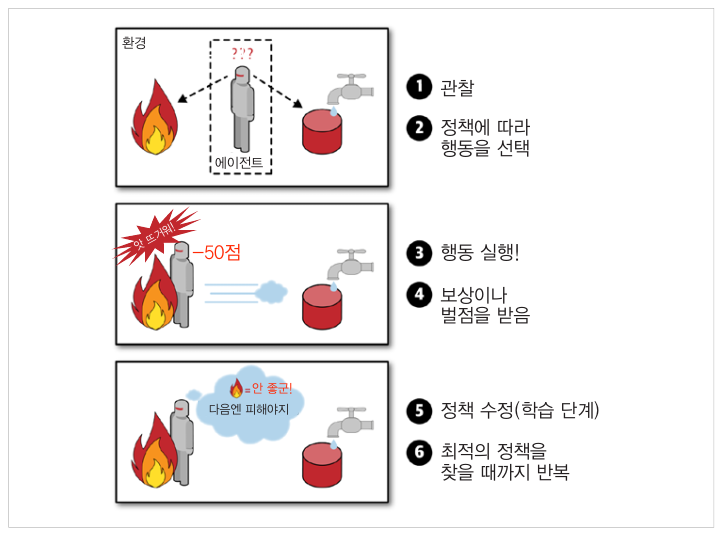 환경
???
에이전트
1 관찰
2 정책에 따라
행동을 선택
앗 뜨거워!
-50점
3 행동 실행!
4 보상이나
벌점을 받음
=안 좋군!
다음엔 피해야지
5 정책 수정(학습 단계)
6 최적의 정책을
찾을 때까지 반복